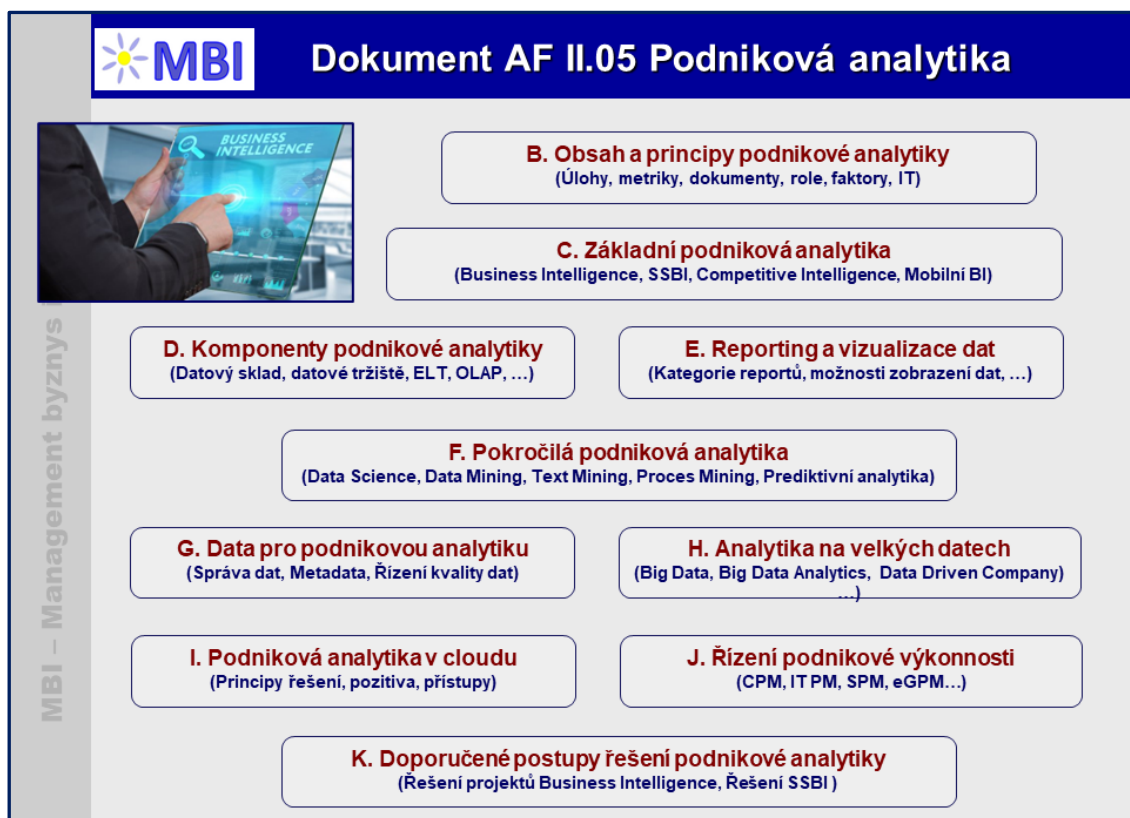 MBI
Dokument AF II.05 Podniková analytika
BUSINESS
INTELLIGENCE
B. Obsah a principy podnikové analytiky
(Úlohy, metriky, dokumenty, role, faktory, IT)
C. Základní podniková analytika
(Business Intelligence, SSBI, Competitive Intelligence, Mobilní BI)
D. Komponenty podnikové analytiky
(Datový sklad, datové tržiště, ELT, OLAP, …)
E. Reporting a vizualizace dat
(Kategorie reportů, možnosti zobrazení dat, …)
F. Pokročilá podniková analytika
(Data Science, Data Mining, Text Mining, Proces Mining, Prediktivní analytika)
G. Data pro podnikovou analytiku
(Správa dat, Metadata, Řízení kvality dat)
H. Analytika na velkých datech
(Big Data, Big Data Analytics, Data Driven Company)
…)
I. Podniková analytika v cloudu
(Principy řešení, pozitiva, přístupy)
J. Řízení podnikové výkonnosti
(CPM, IT PM, SPM, eGPM…)
K. Doporučené postupy řešení podnikové analytiky
(Řešení projektů Business Intelligence, Řešení SSBI )
MBI – Management byznys